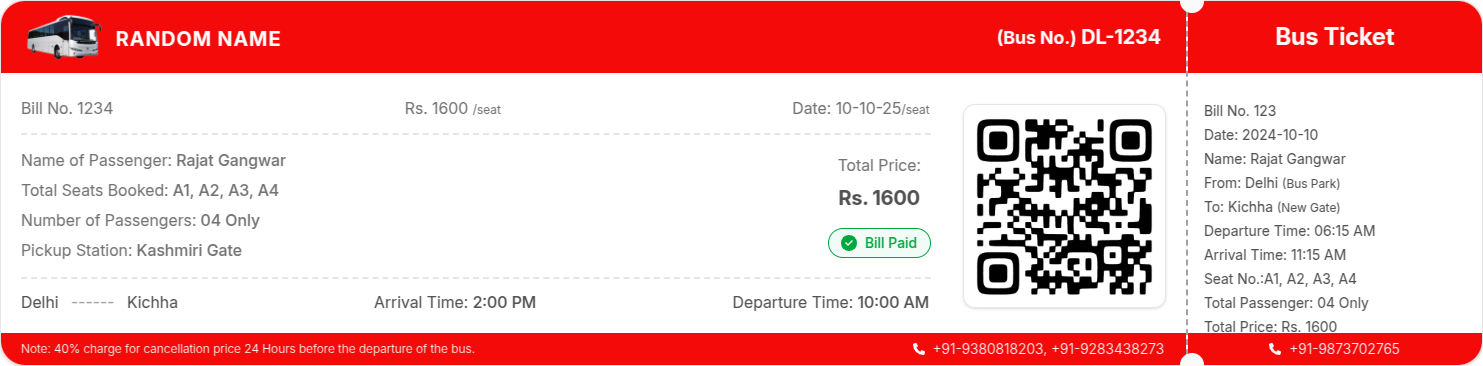 RANDOM NAME
(Bus No.) DL-1234
Bus Ticket
Bill No. 1234
Rs. 1600 /seat
Date: 10-10-25/seat
Name of Passenger: Rajat Gangwar
Total Seats Booked: A1, A2, A3, A4
Number of Passengers: 04 Only
Pickup Station: Kashmiri Gate
Total Price:
Rs. 1600
Bill Paid
Delhi ------ Kichha
Arrival Time: 2:00 PM
Departure Time: 10:00 AM
Note: 40% charge for cancellation price 24 Hours before the departure of the bus.
+91-9380818203, +91-9283438273
Bill No. 123
Date: 2024-10-10
Name: Rajat Gangwar
From: Delhi (Bus Park)
To: Kichha (New Gate)
Departure Time: 06:15 AM
Arrival Time: 11:15 AM
Seat No.:A1, A2, A3, A4
Total Passenger: 04 Only
Total Price: Rs. 1600
+91-9873702765